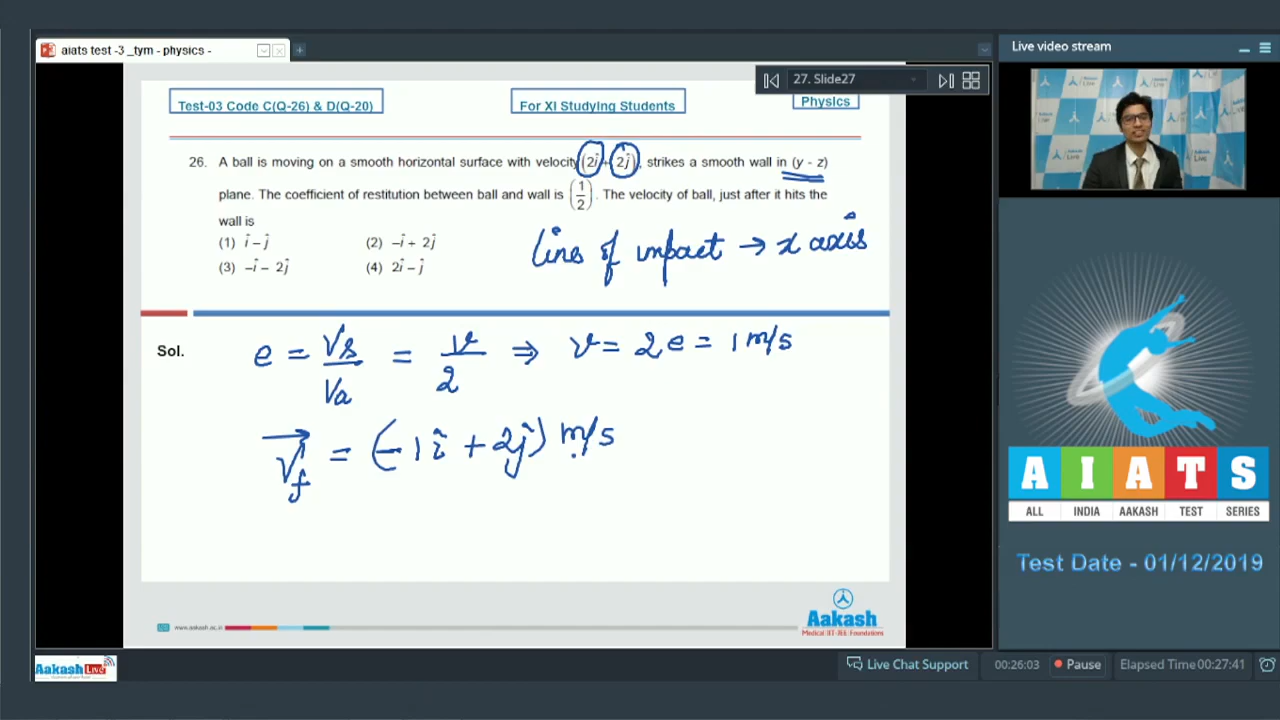 aiats test -3 _tym - physics -
Live video stream
27. Slide27
Test-03 Code C(Q-26) & D(Q-20)
For XI Studying Students
Physics
26. A ball is moving on a smooth horizontal surface with velocity (2î + 2ĵ), strikes a smooth wall in (y - z)
plane. The coefficient of restitution between ball and wall is (1/2). The velocity of ball, just after it hits the
wall is
(1) î – ĵ (2) –î + 2ĵ
(3) –î – 2ĵ (4) 2î – ĵ
line of impact → x axis
Sol.
e = Vs/Va = v/2 ⇒ v = 2e = 1 m/s
V⃗f = (-1î + 2ĵ) m/s
AIATS
ALL INDIA AAKASH TEST SERIES
Test Date - 01/12/2019
www.aakash.ac.in
Aakash
Medical|IIT-JEE|Foundations
Aakash Live
Live Chat Support
00:26:03
Pause
Elapsed Time 00:27:41